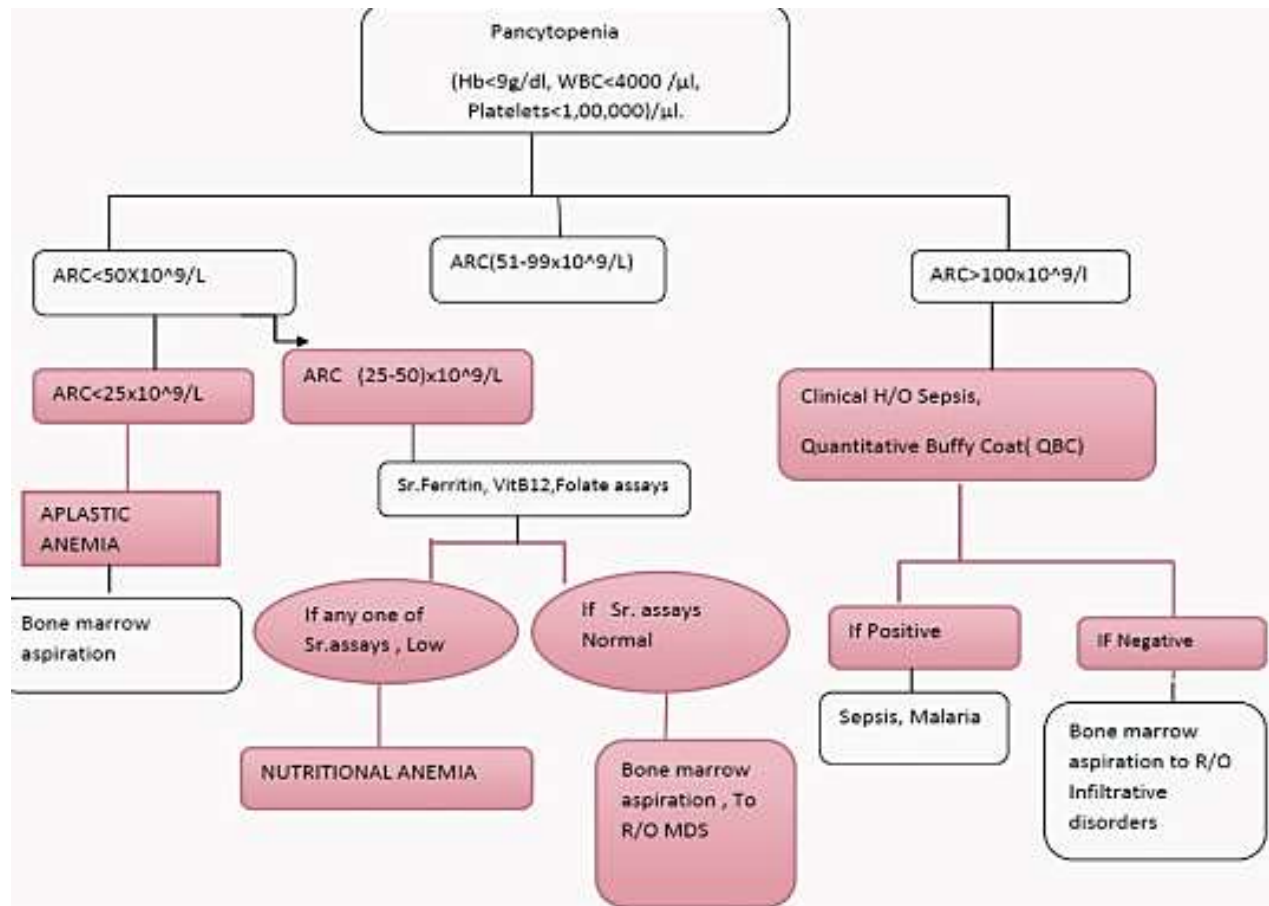 Pancytopenia
(Hb<9g/dl, WBC<4000 /µl,
Platelets<1,00,000)/µl.
ARC<50X10^9/L
ARC(51-99x10^9/L)
ARC>100x10^9/l
ARC<25x10^9/L
ARC (25-50)x10^9/L
Clinical H/O Sepsis,
Quantitative Buffy Coat( QBC)
Sr.Ferritin, VitB12,Folate assays
APLASTIC
ANEMIA
Bone marrow
aspiration
If any one of
Sr.assays , Low
If Sr. assays
Normal
If Positive
IF Negative
Sepsis, Malaria
NUTRITIONAL ANEMIA
Bone marrow
aspiration , To
R/O MDS
Bone marrow
aspiration to R/O
Infiltrative
disorders